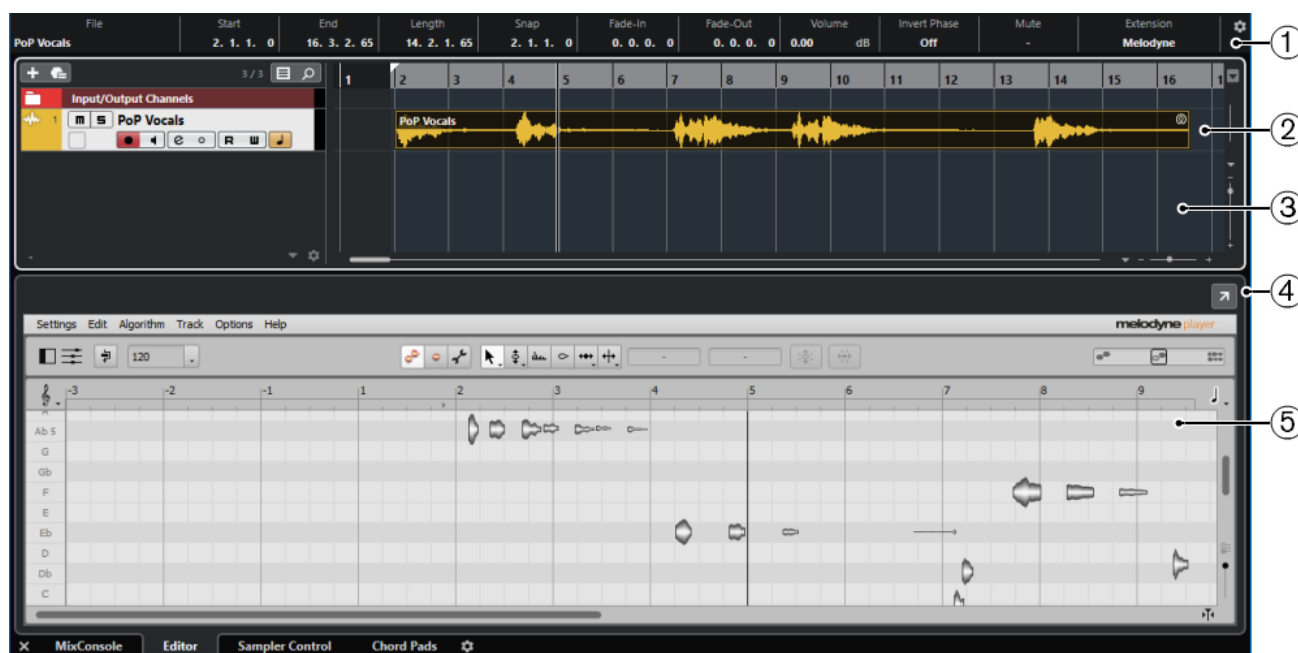 File Start End Length Snap Fade-In Fade-Out Volume Invert Phase Mute Extension
PoP Vocals 2. 1. 1. 0 16. 3. 2. 65 14. 2. 1. 65 2. 1. 1. 0 0. 0. 0. 0 0. 0. 0. 0 0.00 dB Off - Melodyne
1
3/3 1 2 3 4 5 6 7 8 9 10 11 12 13 14 15 16 1
Input/Output Channels
1 m S PoP Vocals
e R W
PoP Vocals
2
3
4
Settings Edit Algorithm Track Options Help melodyne player
120 - -
-3 -2 -1 1 2 3 4 5 6 7 8 9
A
Ab 5
5
G
Gb
F
E
Eb
D
Db
C
X MixConsole Editor Sampler Control Chord Pads